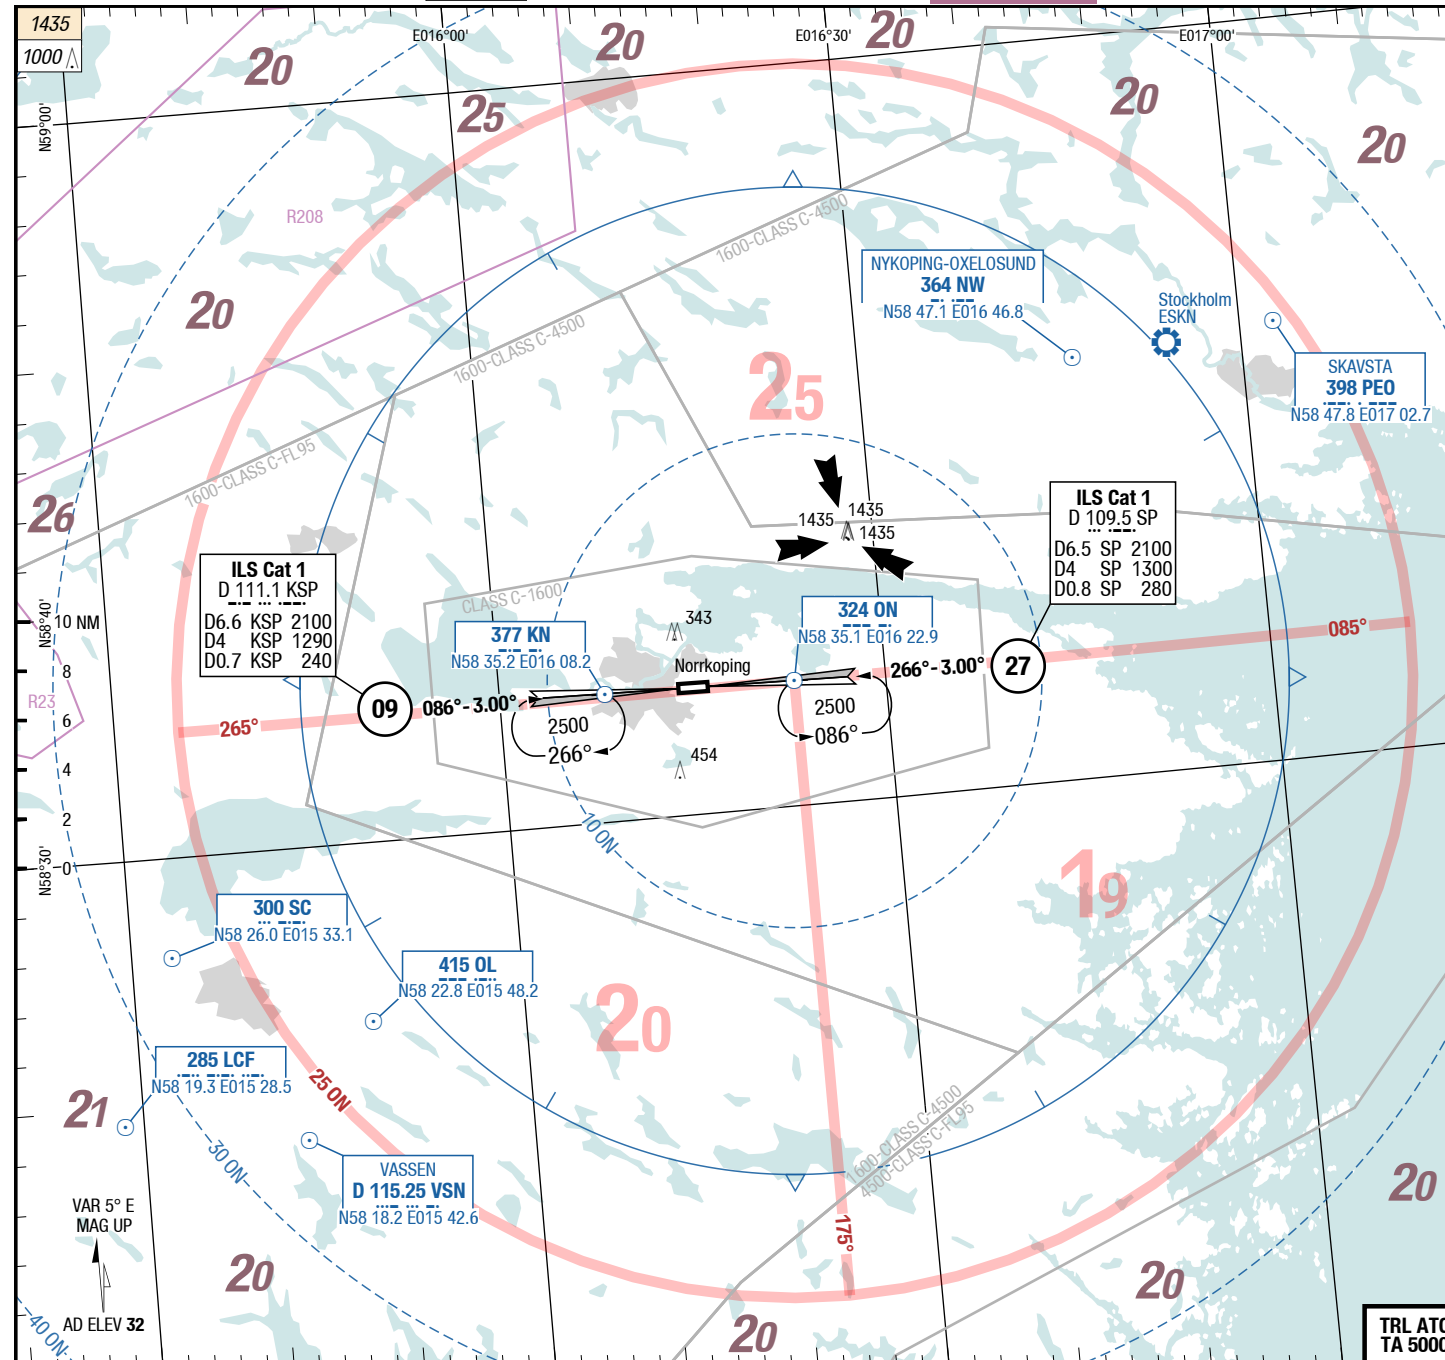 1435
1000
E016°00'
E016°30'
E017°00'
20
20
20
25
20
20
N59°00'
R208
1600-CLASS C-4500
20
NYKOPING-OXELOSUND
364 NW
N58 47.1 E016 46.8
Stockholm
ESKN
1600-CLASS C-4500
SKAVSTA
398 PEO
N58 47.8 E017 02.7
25
1600-CLASS C-FL95
26
1435
1435
1435
ILS Cat 1
D 109.5 SP
D6.5 SP 2100
D4 SP 1300
D0.8 SP 280
ILS Cat 1
D 111.1 KSP
D6.6 KSP 2100
D4 KSP 1290
D0.7 KSP 240
CLASS C-1600
N58°40'
10 NM
8
6
4
2
0
343
377 KN
N58 35.2 E016 08.2
324 ON
N58 35.1 E016 22.9
085°
Norrkoping
R23
09
086°-3.00°
266°-3.00°
27
265°
2500
266°
2500
086°
454
10 ON
N58°30'
19
300 SC
N58 26.0 E015 33.1
415 OL
N58 22.8 E015 48.2
20
285 LCF
N58 19.3 E015 28.5
25 ON
21
30 ON
1600-CLASS C-4500
4500-CLASS C-FL95
VASSEN
D 115.25 VSN
N58 18.2 E015 42.6
20
VAR 5° E
MAG UP
175°
20
20
AD ELEV 32
40 ON
20
TRL ATC
TA 5000